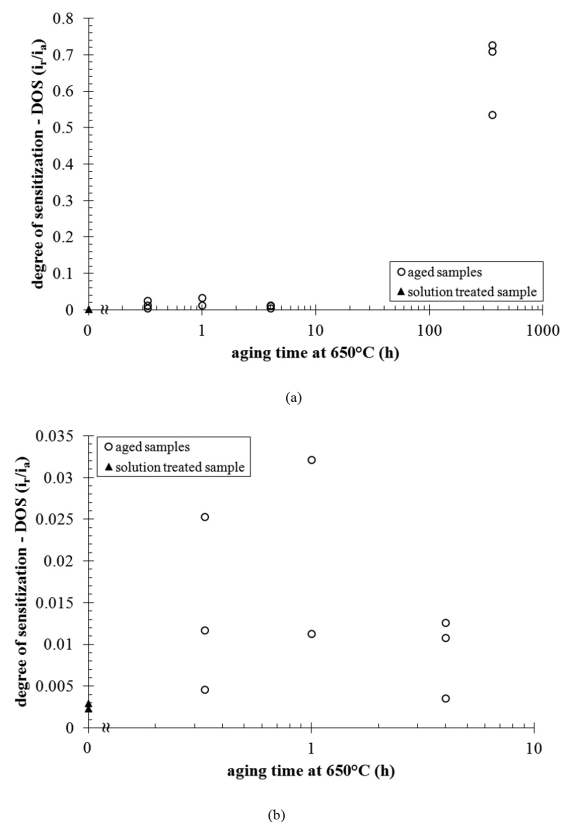 0.8
0.7
0.6
0.5
0.4
0.3
0.2
0.1
0
degree of sensitization - DOS (ir/ia)
aged samples
solution treated sample
0 1 10 100 1000
aging time at 650°C (h)
(a)
0.035
0.03
0.025
0.02
0.015
0.01
0.005
0
degree of sensitization - DOS (ir/ia)
aged samples
solution treated sample
0 1 10
aging time at 650°C (h)
(b)